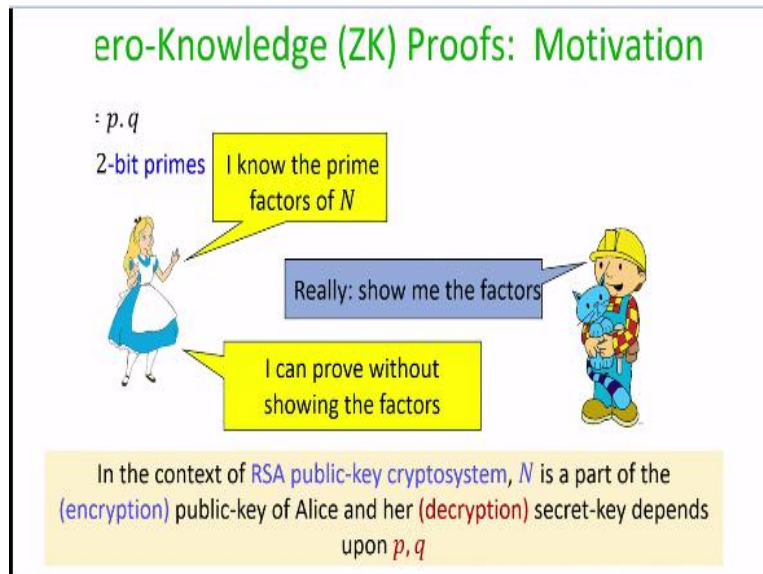 ero-Knowledge (ZK) Proofs: Motivation
: p.q
2-bit primes
I know the prime
factors of N
Really: show me the factors
I can prove without
showing the factors
In the context of RSA public-key cryptosystem, N is a part of the
(encryption) public-key of Alice and her (decryption) secret-key depends
upon p, q